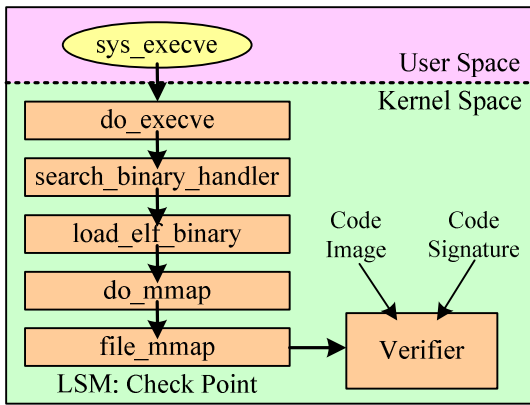 sys_execve
User Space
Kernel Space
do_execve
search_binary_handler
load_elf_binary
do_mmap
file_mmap
LSM: Check Point
Code
Image
Code
Signature
Verifier